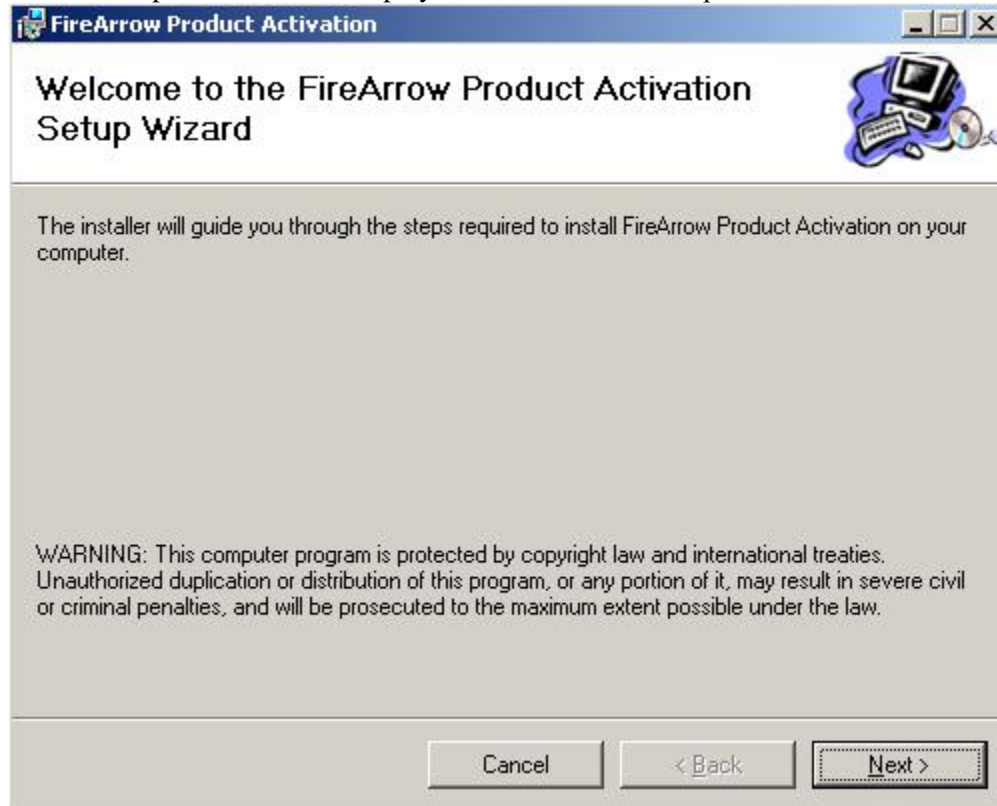 FireArrow Product Activation
Welcome to the FireArrow Product Activation
Setup Wizard
The installer will guide you through the steps required to install FireArrow Product Activation on your
computer.
WARNING: This computer program is protected by copyright law and international treaties.
Unauthorized duplication or distribution of this program, or any portion of it, may result in severe civil
or criminal penalties, and will be prosecuted to the maximum extent possible under the law.
Cancel
< Back
Next >